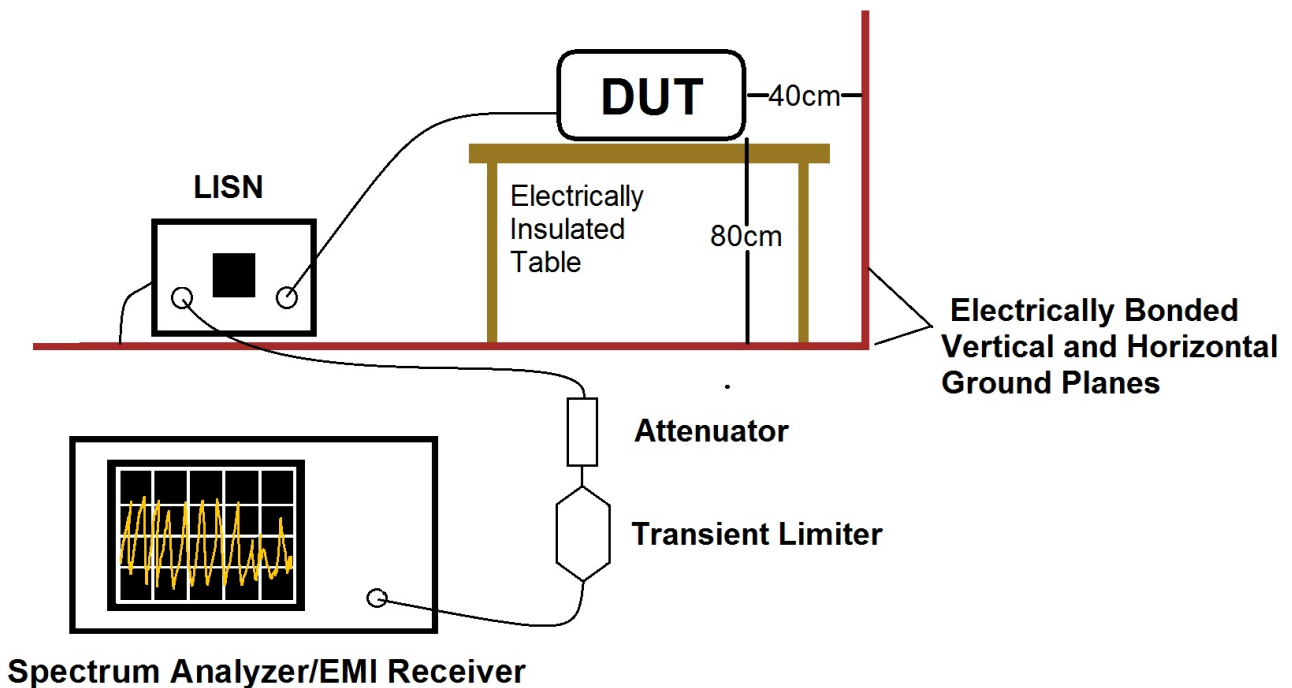 DUT
40cm
LISN
Electrically
Insulated
Table
80cm
Electrically Bonded
Vertical and Horizontal
Ground Planes
Attenuator
Transient Limiter
Spectrum Analyzer/EMI Receiver